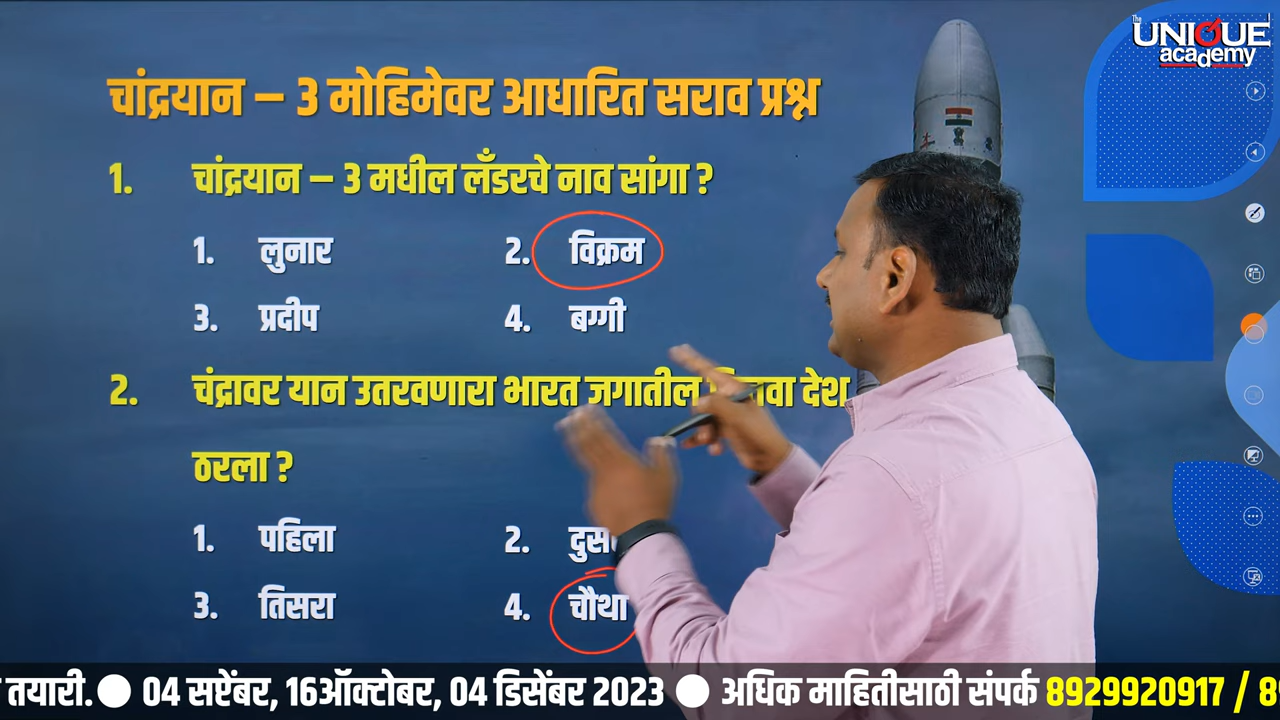 The
UNIQUE
academy
चांद्रयान – 3 मोहिमेवर आधारित सराव प्रश्न
1. चांद्रयान – 3 मधील लँडरचे नाव सांगा ?
1. लुनार 2. विक्रम
3. प्रदीप 4. बग्गी
2. चंद्रावर यान उतरवणारा भारत जगातील देश
ठरला ?
1. पहिला 2.
3. तिसरा 4. चौथा
तयारी. ● 04 सप्टेंबर, 16ऑक्टोबर, 04 डिसेंबर 2023 ● अधिक माहितीसाठी संपर्क 8929920917 /